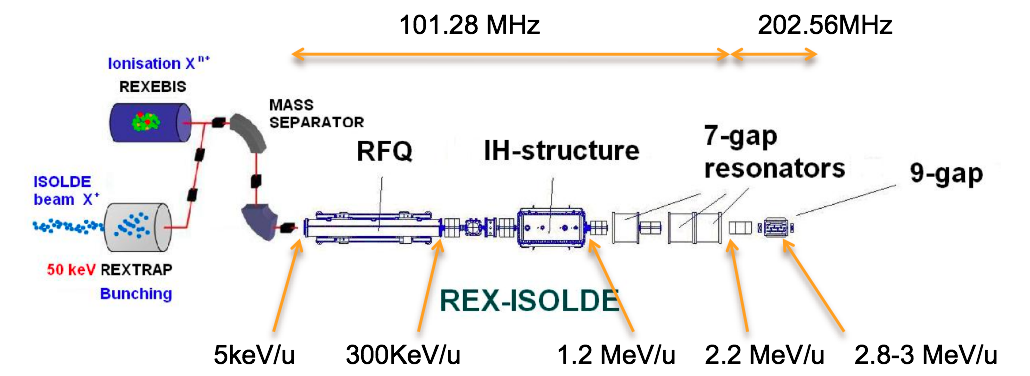 101.28 MHz
202.56MHz
Ionisation X n+
REXEBIS
MASS
SEPARATOR
RFQ
IH-structure
7-gap
resonators
9-gap
ISOLDE
beam X+
50 keV REXTRAP
Bunching
REX-ISOLDE
5keV/u
300KeV/u
1.2 MeV/u
2.2 MeV/u
2.8-3 MeV/u